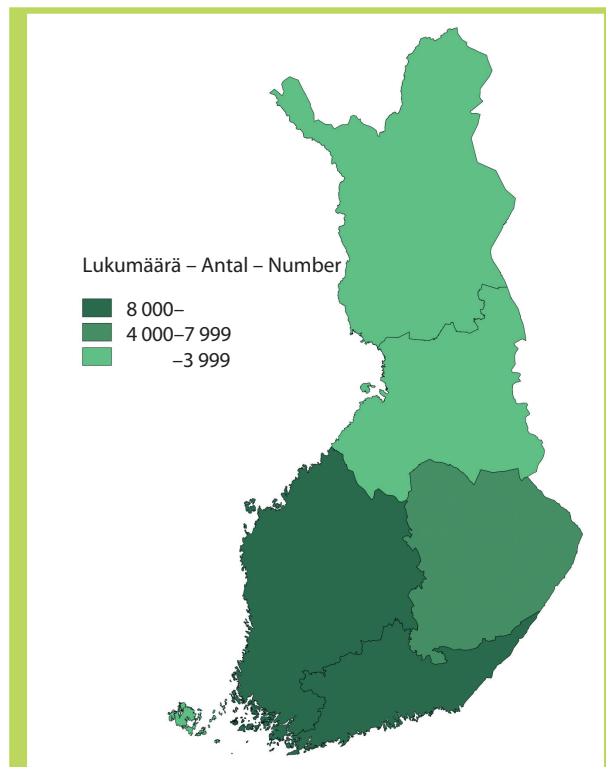 Lukumäärä – Antal – Number
8 000–
4 000–7 999
–3 999